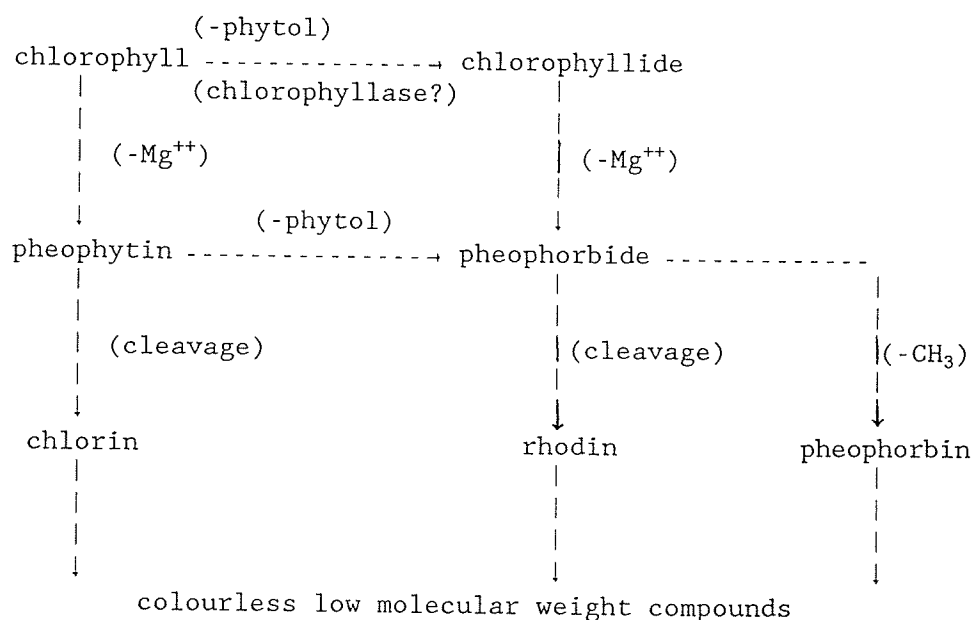 (-phytol)
chlorophyll chlorophyllide
(chlorophyllase?)
(-Mg⁺⁺) (-Mg⁺⁺)
(-phytol)
pheophytin pheophorbide
(cleavage) (cleavage) (-CH₃)
chlorin rhodin pheophorbin
colourless low molecular weight compounds